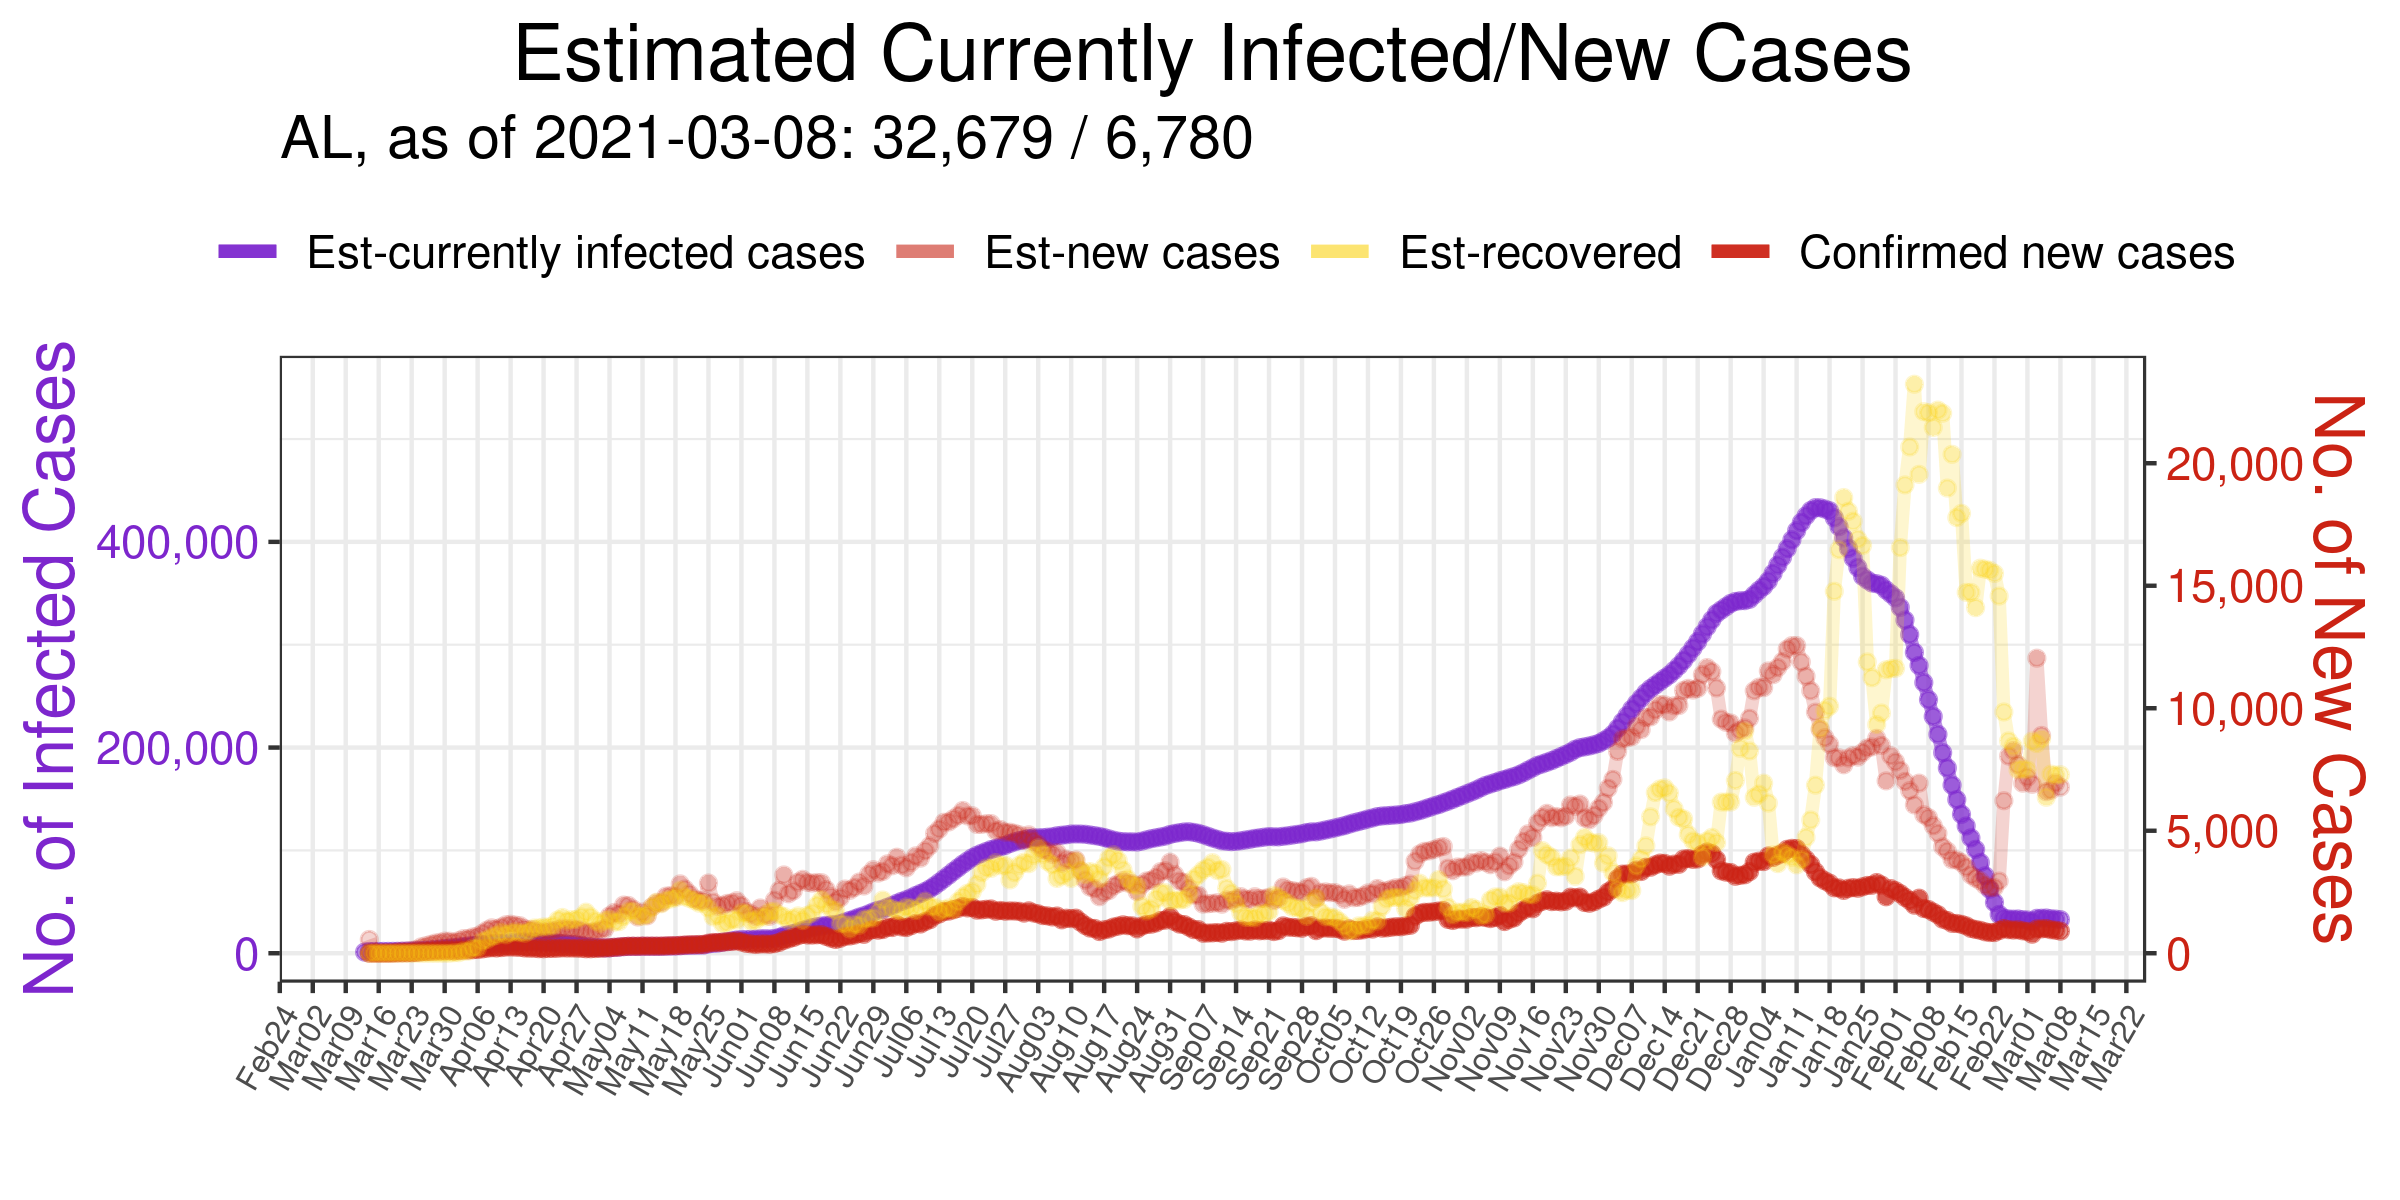 Estimated Currently Infected/New Cases
AL, as of 2021-03-08: 32,679 / 6,780
Est-currently infected cases Est-new cases Est-recovered Confirmed new cases
No. of Infected Cases
400,000
200,000
0
20,000
15,000
10,000
5,000
0
No. of New Cases
Feb24 Mar02 Mar09 Mar16 Mar23 Mar30 Apr06 Apr13 Apr20 Apr27 May04 May11 May18 May25 Jun01 Jun08 Jun15 Jun22 Jun29 Jul06 Jul13 Jul20 Jul27 Aug03 Aug10 Aug17 Aug24 Aug31 Sep07 Sep14 Sep21 Sep28 Oct05 Oct12 Oct19 Oct26 Nov02 Nov09 Nov16 Nov23 Nov30 Dec07 Dec14 Dec21 Dec28 Jan04 Jan11 Jan18 Jan25 Feb01 Feb08 Feb15 Feb22 Mar01 Mar08 Mar15 Mar22